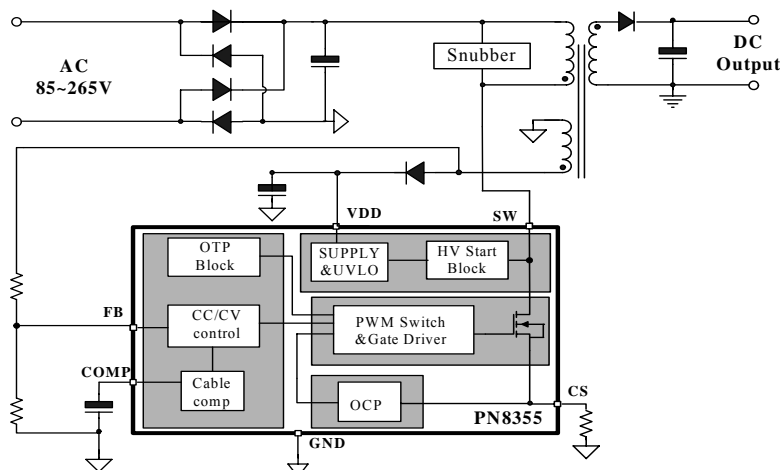 AC
85~265V
Snubber
DC
Output
VDD
SW
OTP
Block
SUPPLY
&UVLO
HV Start
Block
FB
CC/CV
control
PWM Switch
&Gate Driver
COMP
Cable
comp
OCP
CS
PN8355
GND